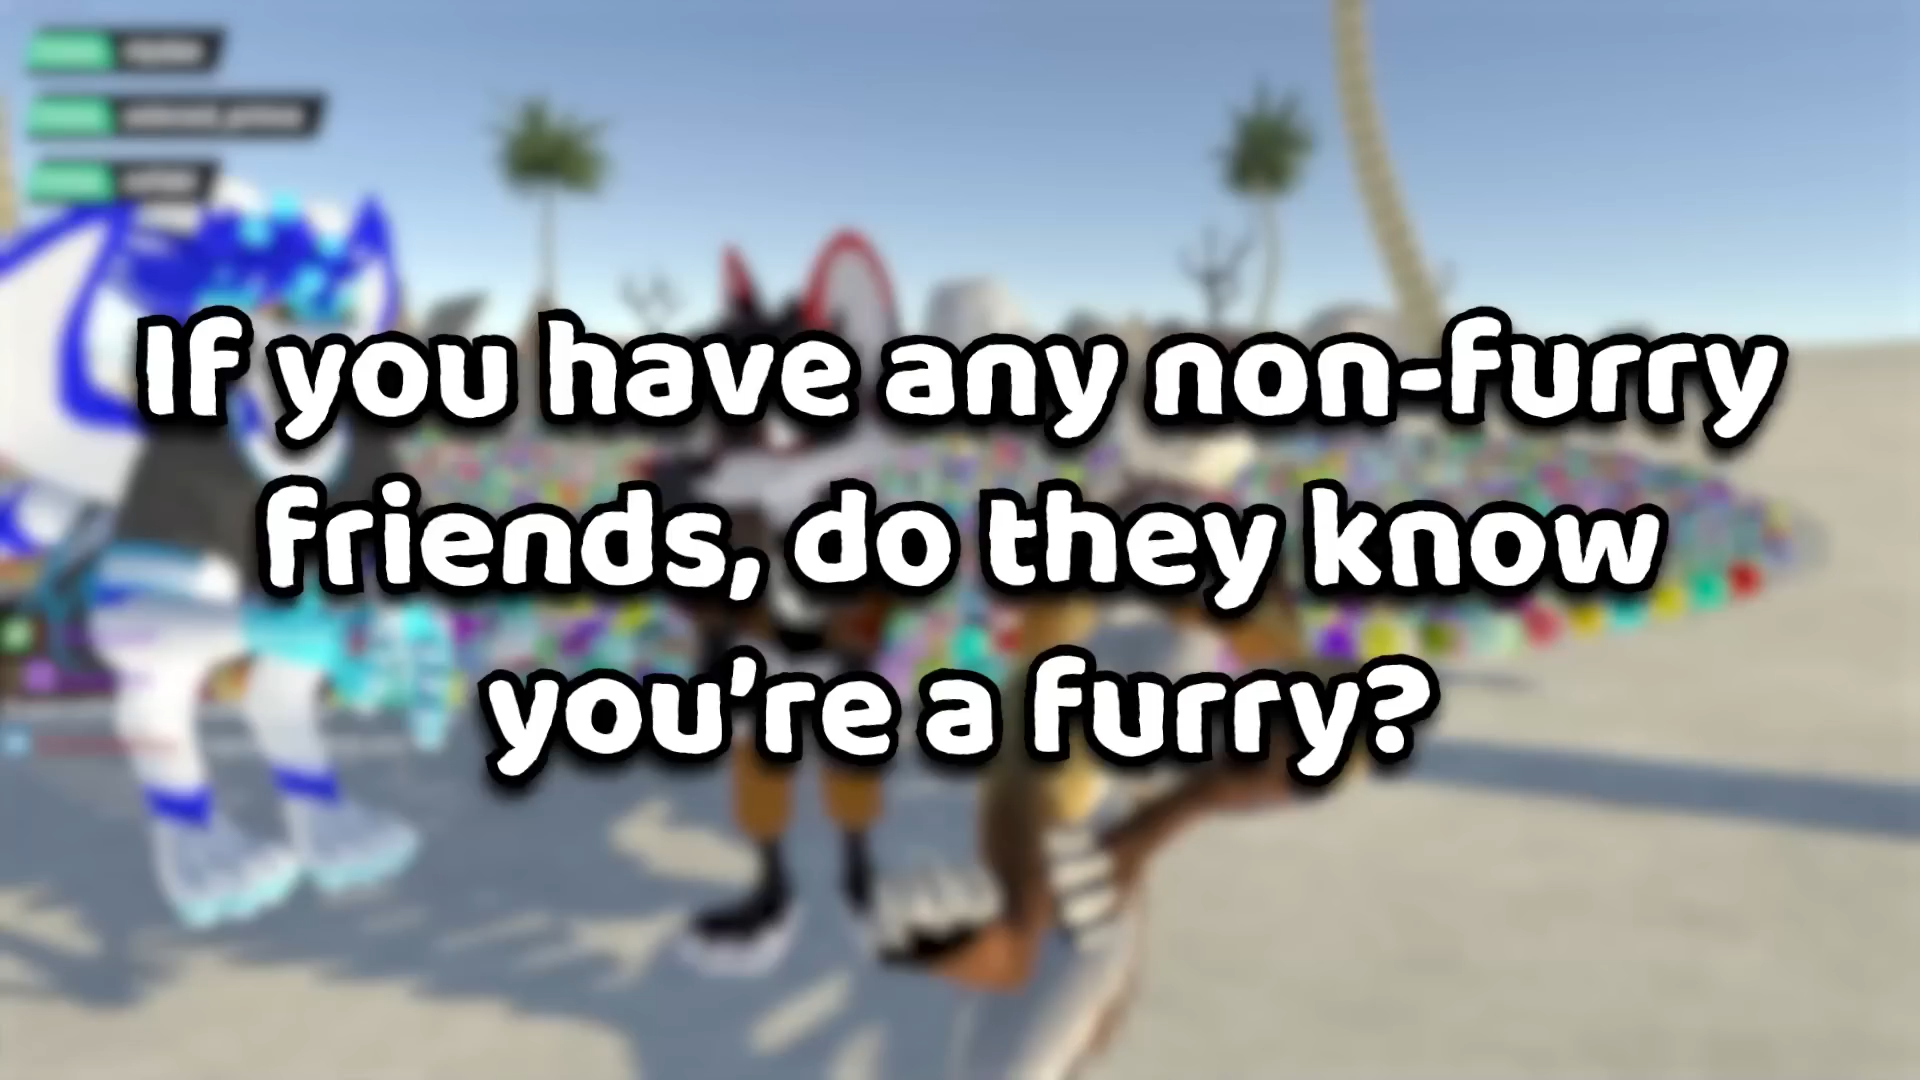 If you have any non-furry
friends, do they know
you're a furry?